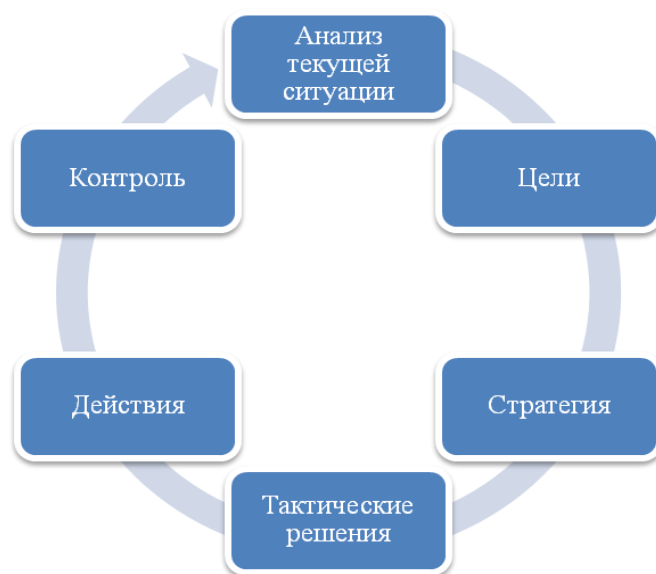 Анализ
текущей
ситуации
Цели
Стратегия
Тактические
решения
Действия
Контроль